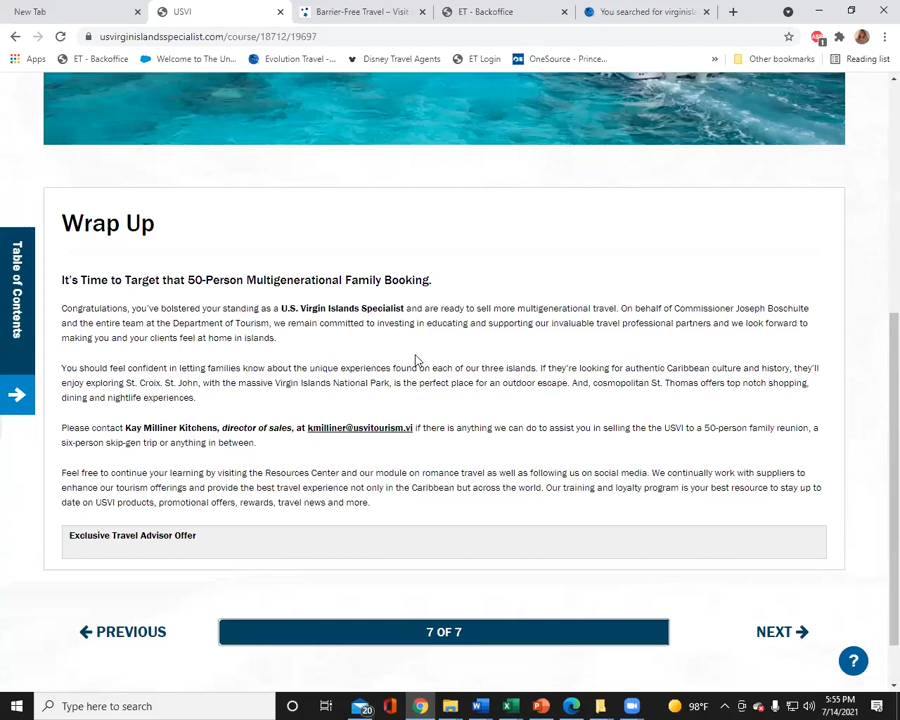 New Tab
USVI
Barrier-Free Travel – Visit
ET - Backoffice
You searched for virginisl
usvirginislandsspecialist.com/course/18712/19697
Apps
ET - Backoffice
Welcome to The Un...
Evolution Travel -...
Disney Travel Agents
ET Login
OneSource - Prince...
»
Other bookmarks
Reading list
Table of Contents
Wrap Up
It's Time to Target that 50-Person Multigenerational Family Booking.
Congratulations, you've bolstered your standing as a U.S. Virgin Islands Specialist and are ready to sell more multigenerational travel. On behalf of Commissioner Joseph Boschulte
and the entire team at the Department of Tourism, we remain committed to investing in educating and supporting our invaluable travel professional partners and we look forward to
making you and your clients feel at home in islands.
You should feel confident in letting families know about the unique experiences found on each of our three islands. If they're looking for authentic Caribbean culture and history, they'll
enjoy exploring St. Croix. St. John, with the massive Virgin Islands National Park, is the perfect place for an outdoor escape. And, cosmopolitan St. Thomas offers top notch shopping,
dining and nightlife experiences.
Please contact Kay Milliner Kitchens, director of sales, at kmilliner@usvitourism.vi if there is anything we can do to assist you in selling the the USVI to a 50-person family reunion, a
six-person skip-gen trip or anything in between.
Feel free to continue your learning by visiting the Resources Center and our module on romance travel as well as following us on social media. We continually work with suppliers to
enhance our tourism offerings and provide the best travel experience not only in the Caribbean but across the world. Our training and loyalty program is your best resource to stay up to
date on USVI products, promotional offers, rewards, travel news and more.
Exclusive Travel Advisor Offer
PREVIOUS
7 OF 7
NEXT
?
Type here to search
20
98°F
5:55 PM
7/14/2021